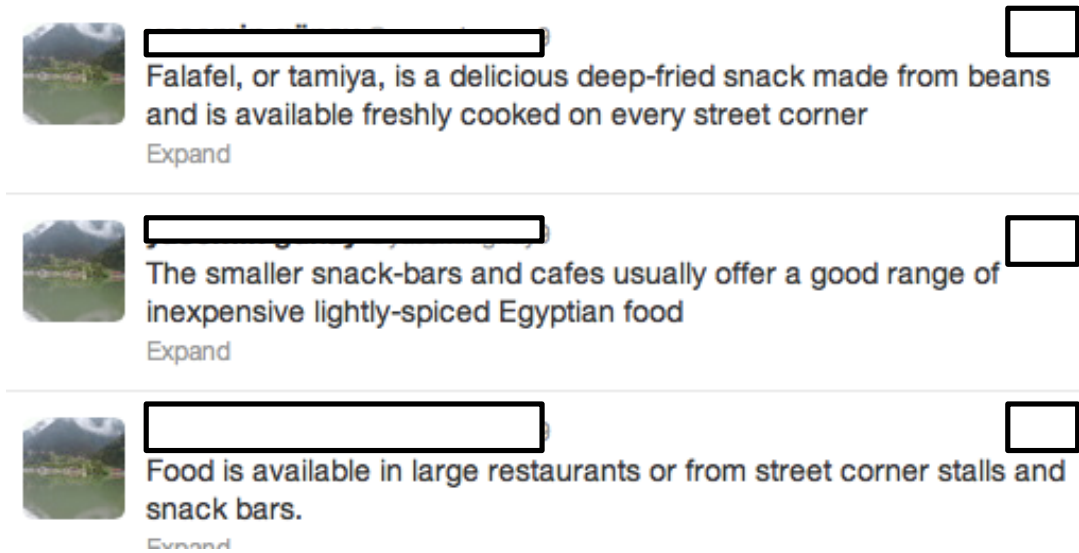 Falafel, or tamiya, is a delicious deep-fried snack made from beans
and is available freshly cooked on every street corner
Expand
The smaller snack-bars and cafes usually offer a good range of
inexpensive lightly-spiced Egyptian food
Expand
Food is available in large restaurants or from street corner stalls and
snack bars.
Expand